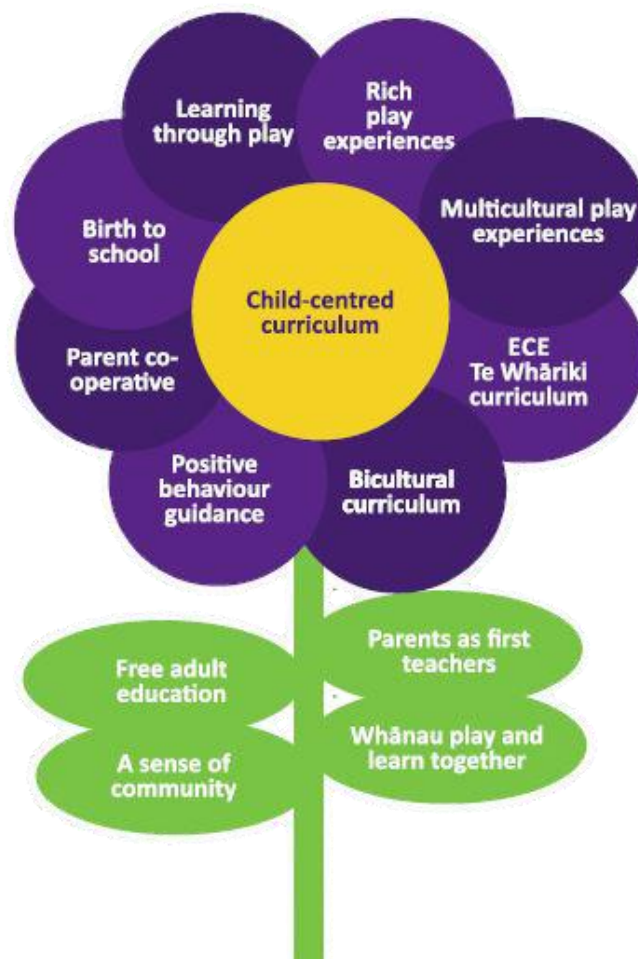 Learning
through play
Rich
play
experiences
Multicultural play
experiences
Birth to
school
Child-centred
curriculum
ECE
Te Whāriki
curriculum
Parent co-
operative
Positive
behaviour
guidance
Bicultural
curriculum
Parents as first
teachers
Free adult
education
Whānau play and
learn together
A sense of
community